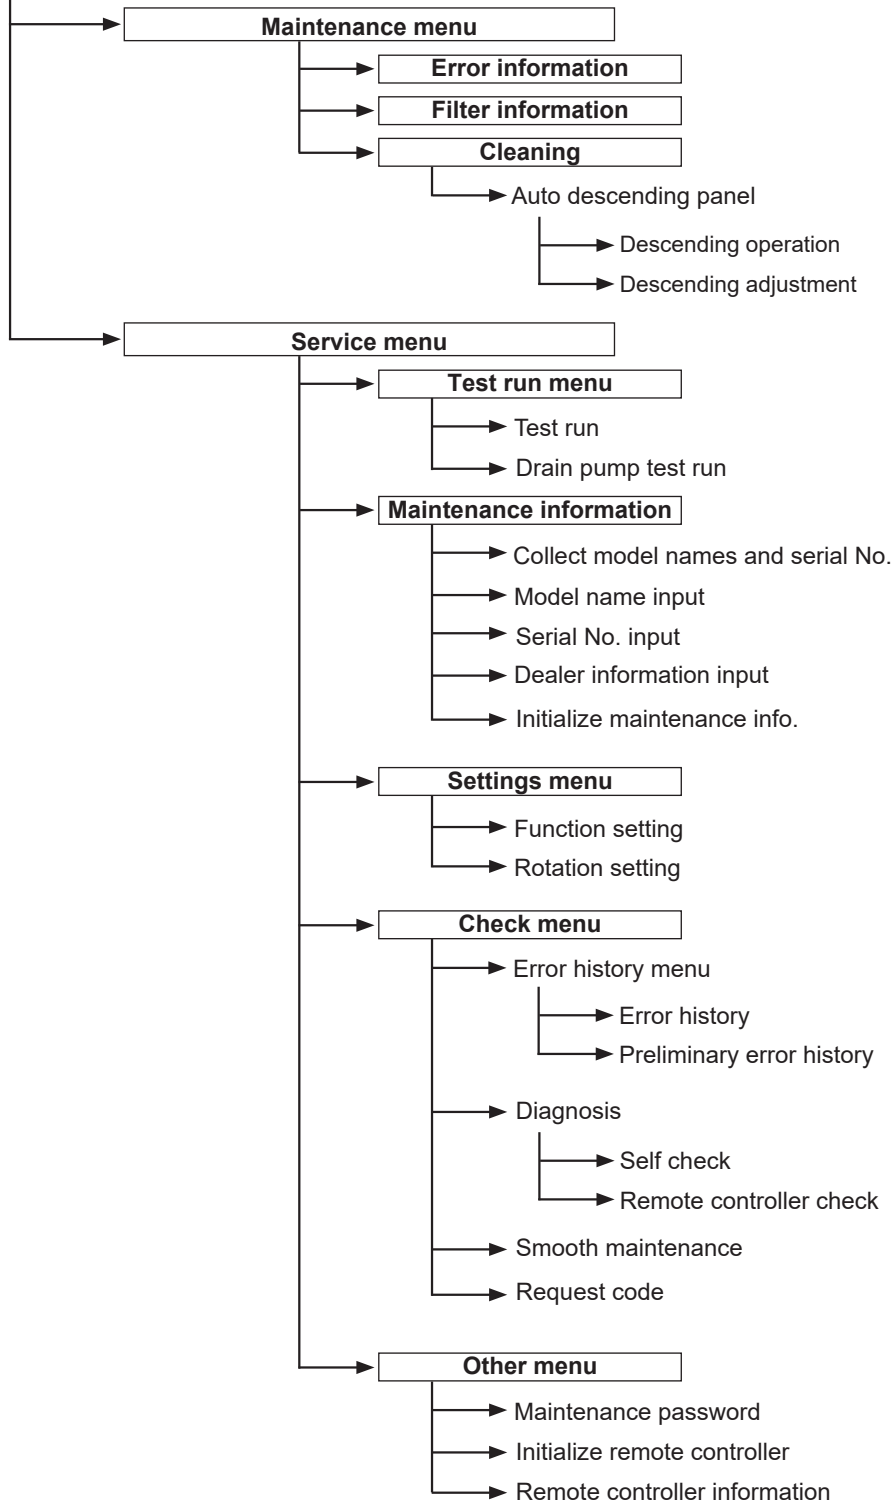 Maintenance menu
Error information
Filter information
Cleaning
Auto descending panel
Descending operation
Descending adjustment
Service menu
Test run menu
Test run
Drain pump test run
Maintenance information
Collect model names and serial No.
Model name input
Serial No. input
Dealer information input
Initialize maintenance info.
Settings menu
Function setting
Rotation setting
Check menu
Error history menu
Error history
Preliminary error history
Diagnosis
Self check
Remote controller check
Smooth maintenance
Request code
Other menu
Maintenance password
Initialize remote controller
Remote controller information